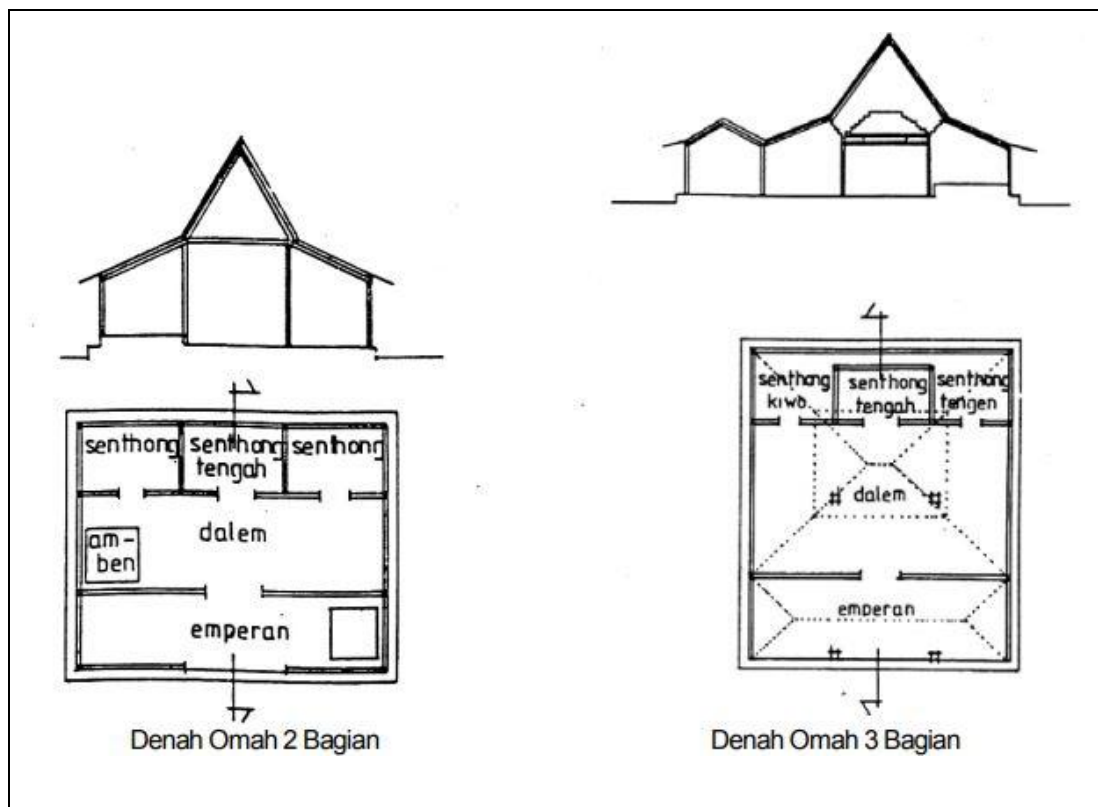 senthong
senthong
tengah
senthong
am-
ben
dalem
emperan
Denah Omah 2 Bagian
senthong
kiwo
senthong
tengah
senthong
tengen
dalem
emperan
Denah Omah 3 Bagian